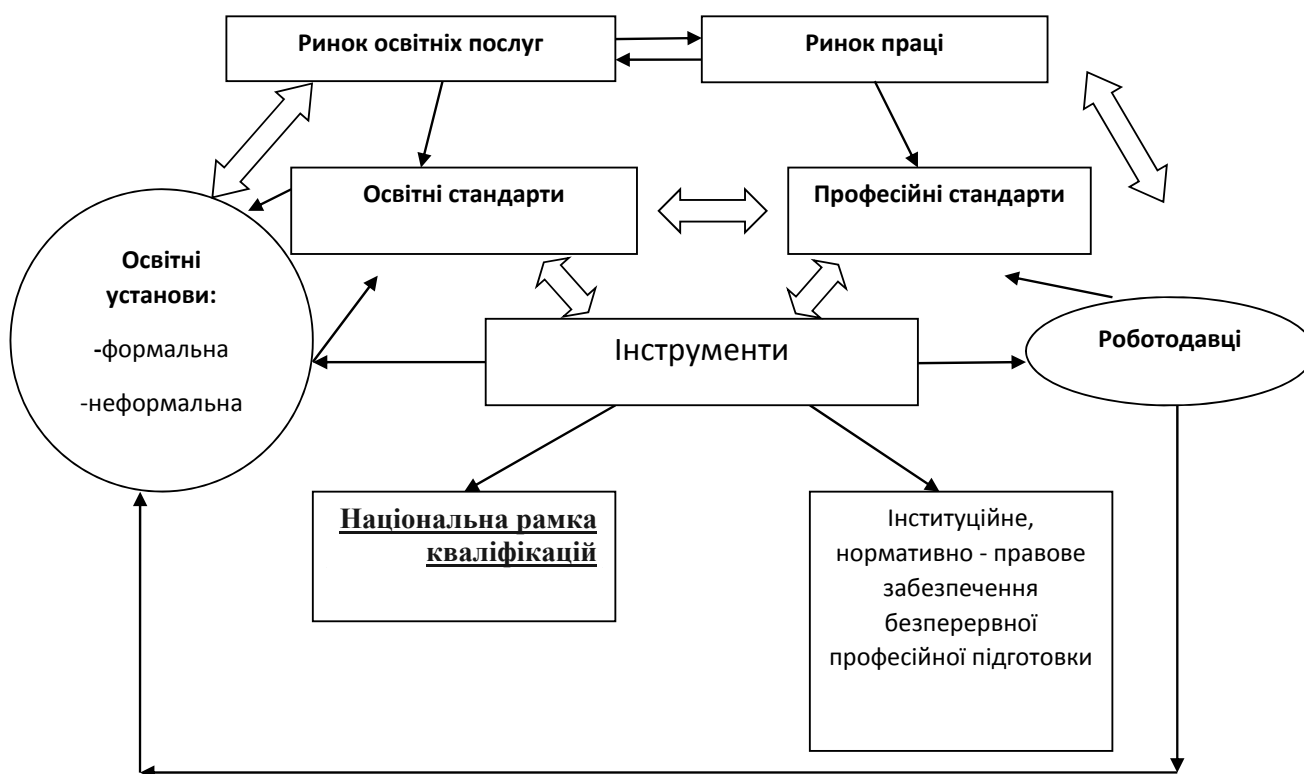 Ринок освітніх послуг
Ринок праці
Освітні стандарти
Професійні стандарти
Освітні
установи:
-формальна
-неформальна
Інструменти
Роботодавці
Національна рамка
кваліфікацій
Інституційне,
нормативно - правове
забезпечення
безперервної
професійної підготовки